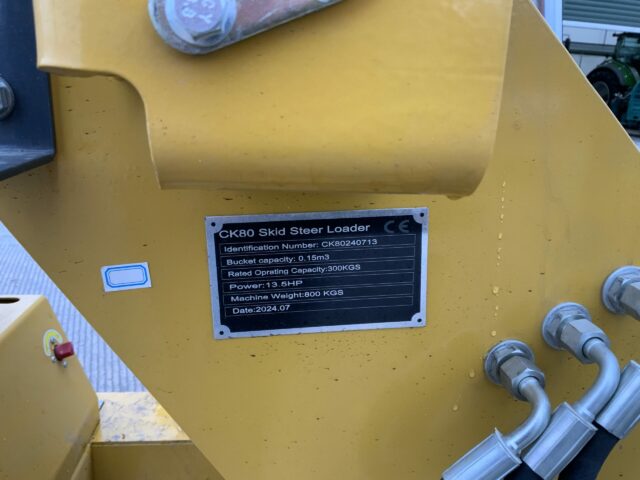 CK80 Skid Steer Loader CE
Identification Number: CK80240713
Bucket capacity: 0.15m3
Rated Oprating Capacity:300KGS
Power:13.5HP
Machine Weight:800 KGS
Date:2024.07